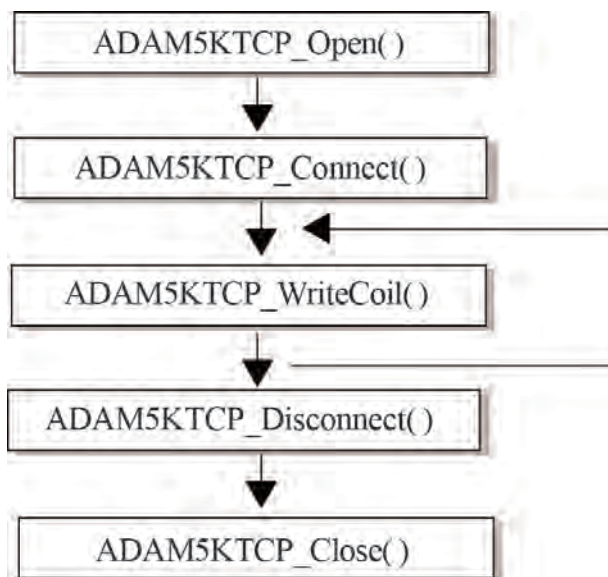 ADAM5KTCP_Open( )
ADAM5KTCP_Connect( )
ADAM5KTCP_WriteCoil( )
ADAM5KTCP_Disconnect( )
ADAM5KTCP_Close( )